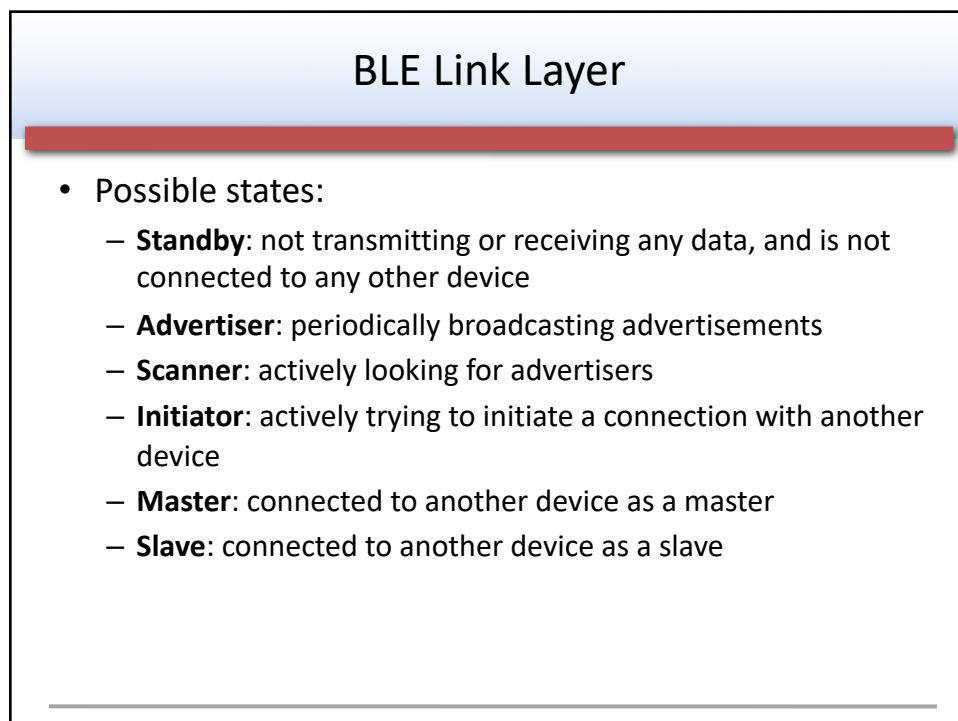 BLE Link Layer
• Possible states:
– Standby: not transmitting or receiving any data, and is not
connected to any other device
– Advertiser: periodically broadcasting advertisements
– Scanner: actively looking for advertisers
– Initiator: actively trying to initiate a connection with another
device
– Master: connected to another device as a master
– Slave: connected to another device as a slave